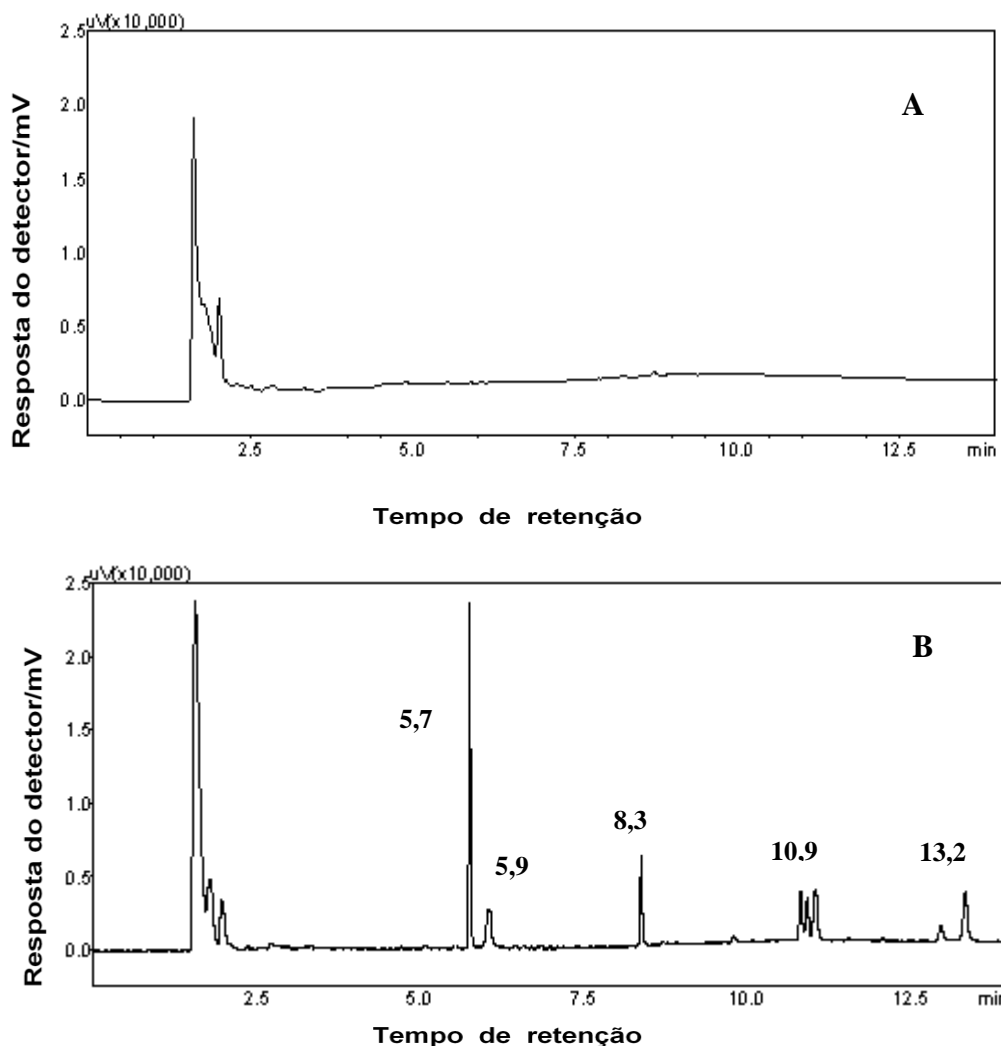 uV(x10,000)
A
2.5
2.0
1.5
1.0
0.5
0.0
Resposta do detector/mV
2.5 5.0 7.5 10.0 12.5 min
Tempo de retenção
uV(x10,000)
B
2.5
2.0
1.5
1.0
0.5
0.0
Resposta do detector/mV
5,7
5,9
8,3
10,9
13,2
2.5 5.0 7.5 10.0 12.5 min
Tempo de retenção